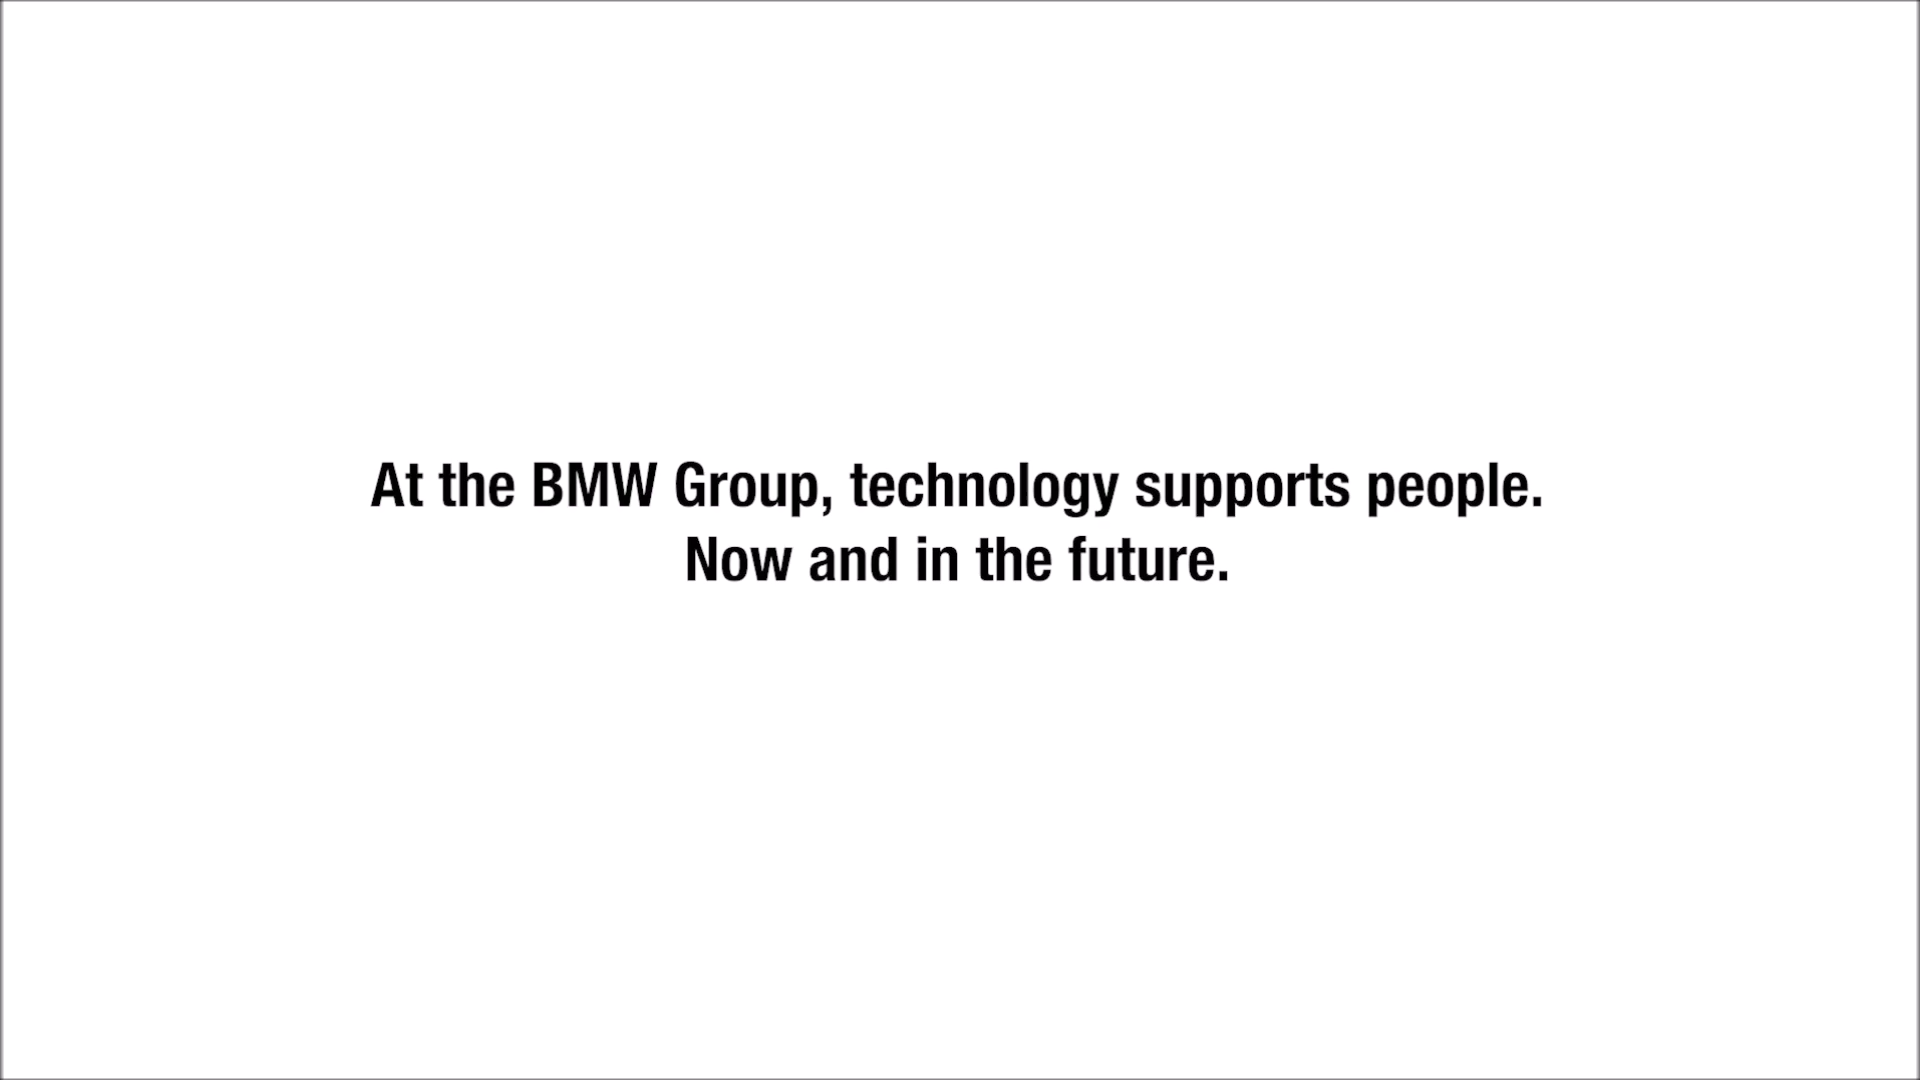 At the BMW Group, technology supports people.
Now and in the future.